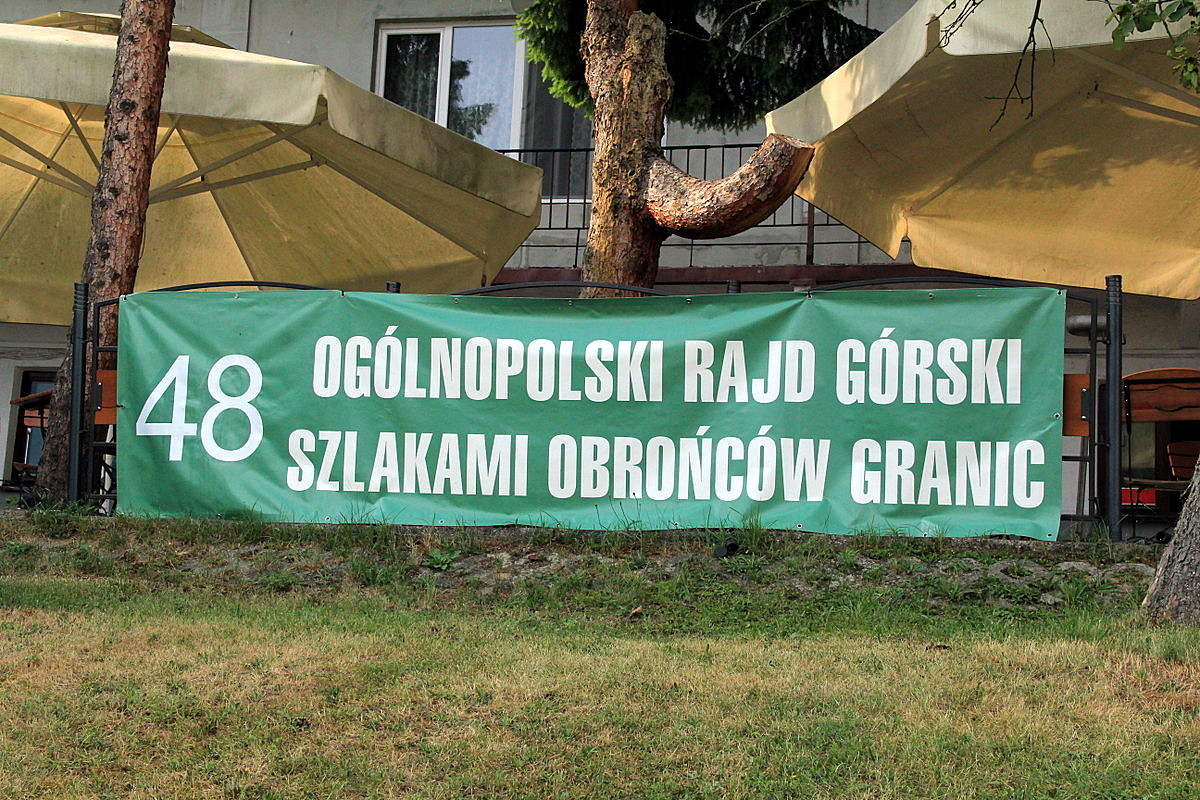 48
OGÓLNOPOLSKI RAJD GÓRSKI
SZLAKAMI OBROŃCÓW GRANIC